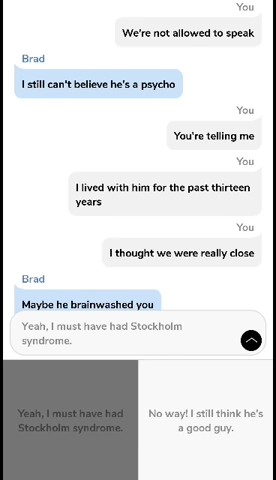 You
We're not allowed to speak
Brad
I still can't believe he's a psycho
You
You're telling me
You
I lived with him for the past thirteen
years
You
I thought we were really close
Brad
Maybe he brainwashed you
Yeah, I must have had Stockholm
syndrome.
Yeah, I must have had
Stockholm syndrome.
No way! I still think he's
a good guy.